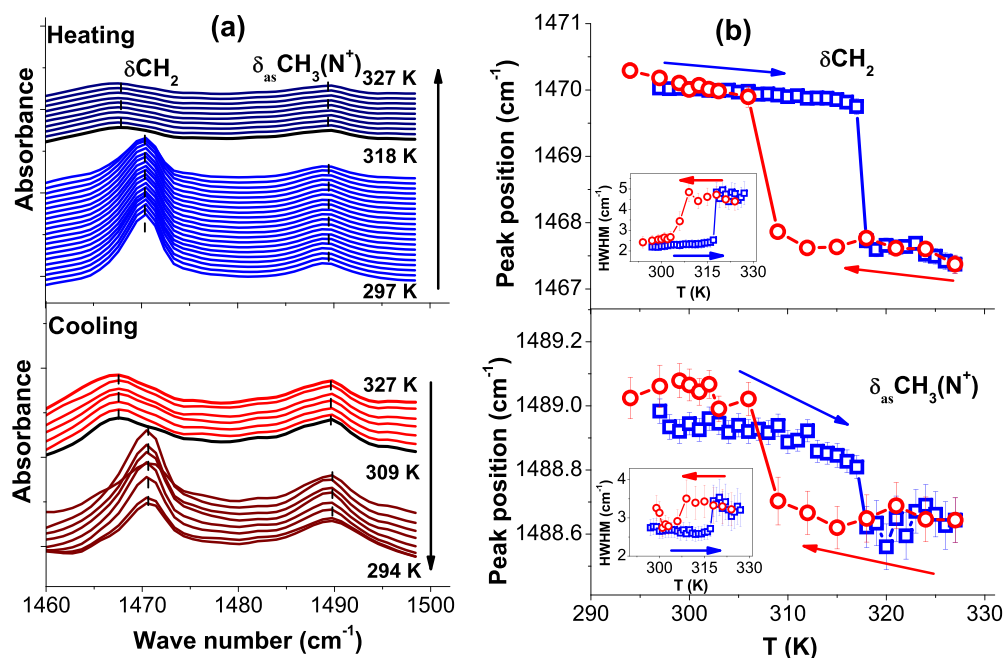 (a)
Heating
δCH₂
δₐₛCH₃(N⁺)
327 K
318 K
297 K
Absorbance
Cooling
327 K
309 K
294 K
Absorbance
1460 1470 1480 1490 1500
Wave number (cm⁻¹)
(b)
δCH₂
1471
1470
1469
1468
1467
Peak position (cm⁻¹)
HWHM (cm⁻¹)
5
4
3
2
300 315 330
T (K)
δₐₛCH₃(N⁺)
1489.2
1489.0
1488.8
1488.6
Peak position (cm⁻¹)
HWHM (cm⁻¹)
4
3
2
300 315 330
T (K)
290 300 310 320 330
T (K)